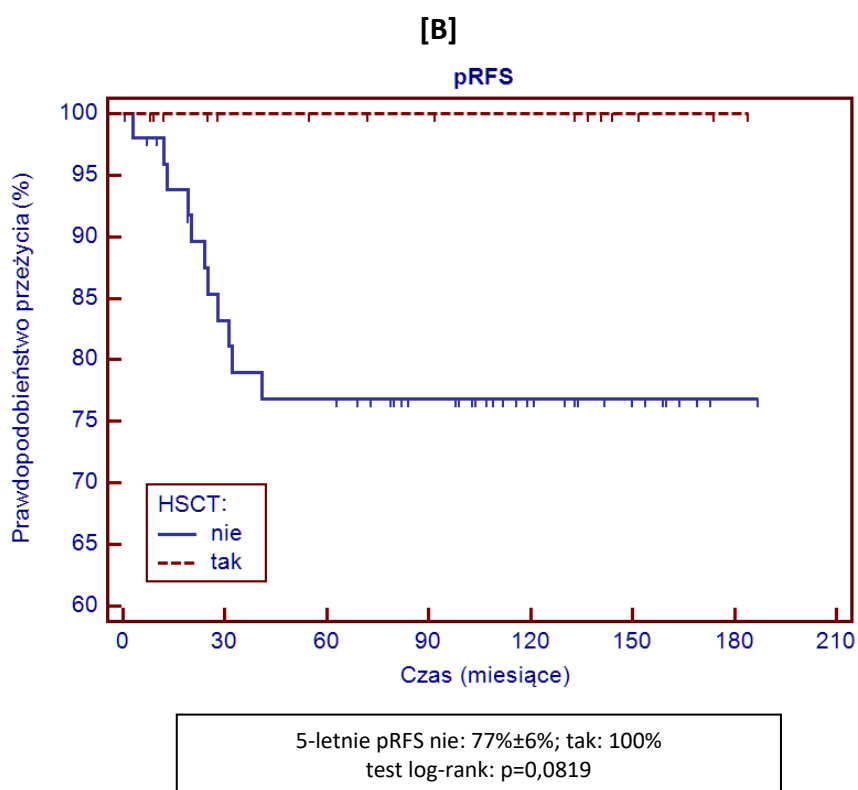 [B]
pRFS
Prawdopodobieństwo przeżycia (%)
100
95
90
85
80
75
70
65
60
HSCT:
nie
tak
0 30 60 90 120 150 180 210
Czas (miesiące)
5-letnie pRFS nie: 77%±6%; tak: 100%
test log-rank: p=0,0819